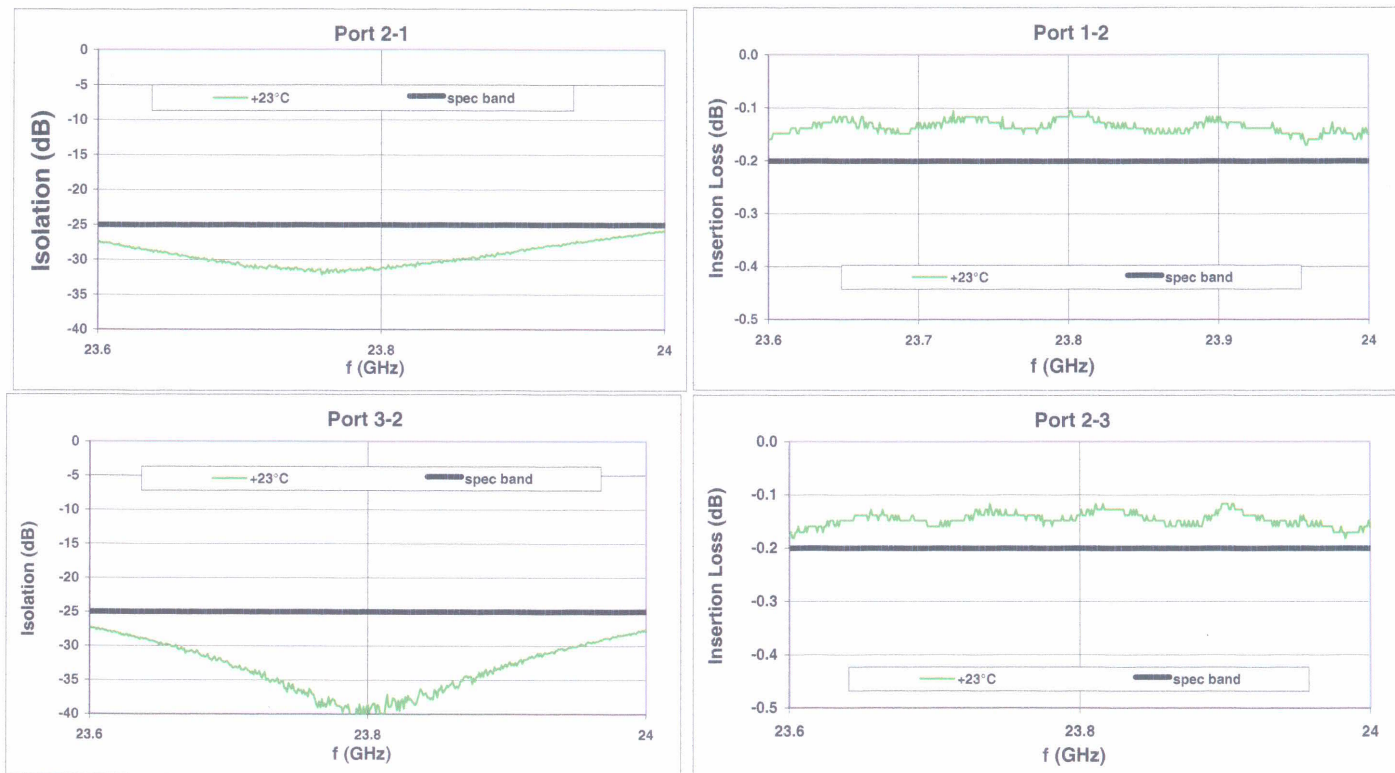 Port 2-1
Isolation (dB)
0
-5
-10
-15
-20
-25
-30
-35
-40
+23°C spec band
23.6 23.8 24
f (GHz)
Port 1-2
Insertion Loss (dB)
0.0
-0.1
-0.2
-0.3
-0.4
-0.5
+23°C spec band
23.6 23.7 23.8 23.9 24
f (GHz)
Port 3-2
Isolation (dB)
0
-5
-10
-15
-20
-25
-30
-35
-40
+23°C spec band
23.6 23.8 24
f (GHz)
Port 2-3
Insertion Loss (dB)
0.0
-0.1
-0.2
-0.3
-0.4
-0.5
+23°C spec band
23.6 23.8 24
f (GHz)